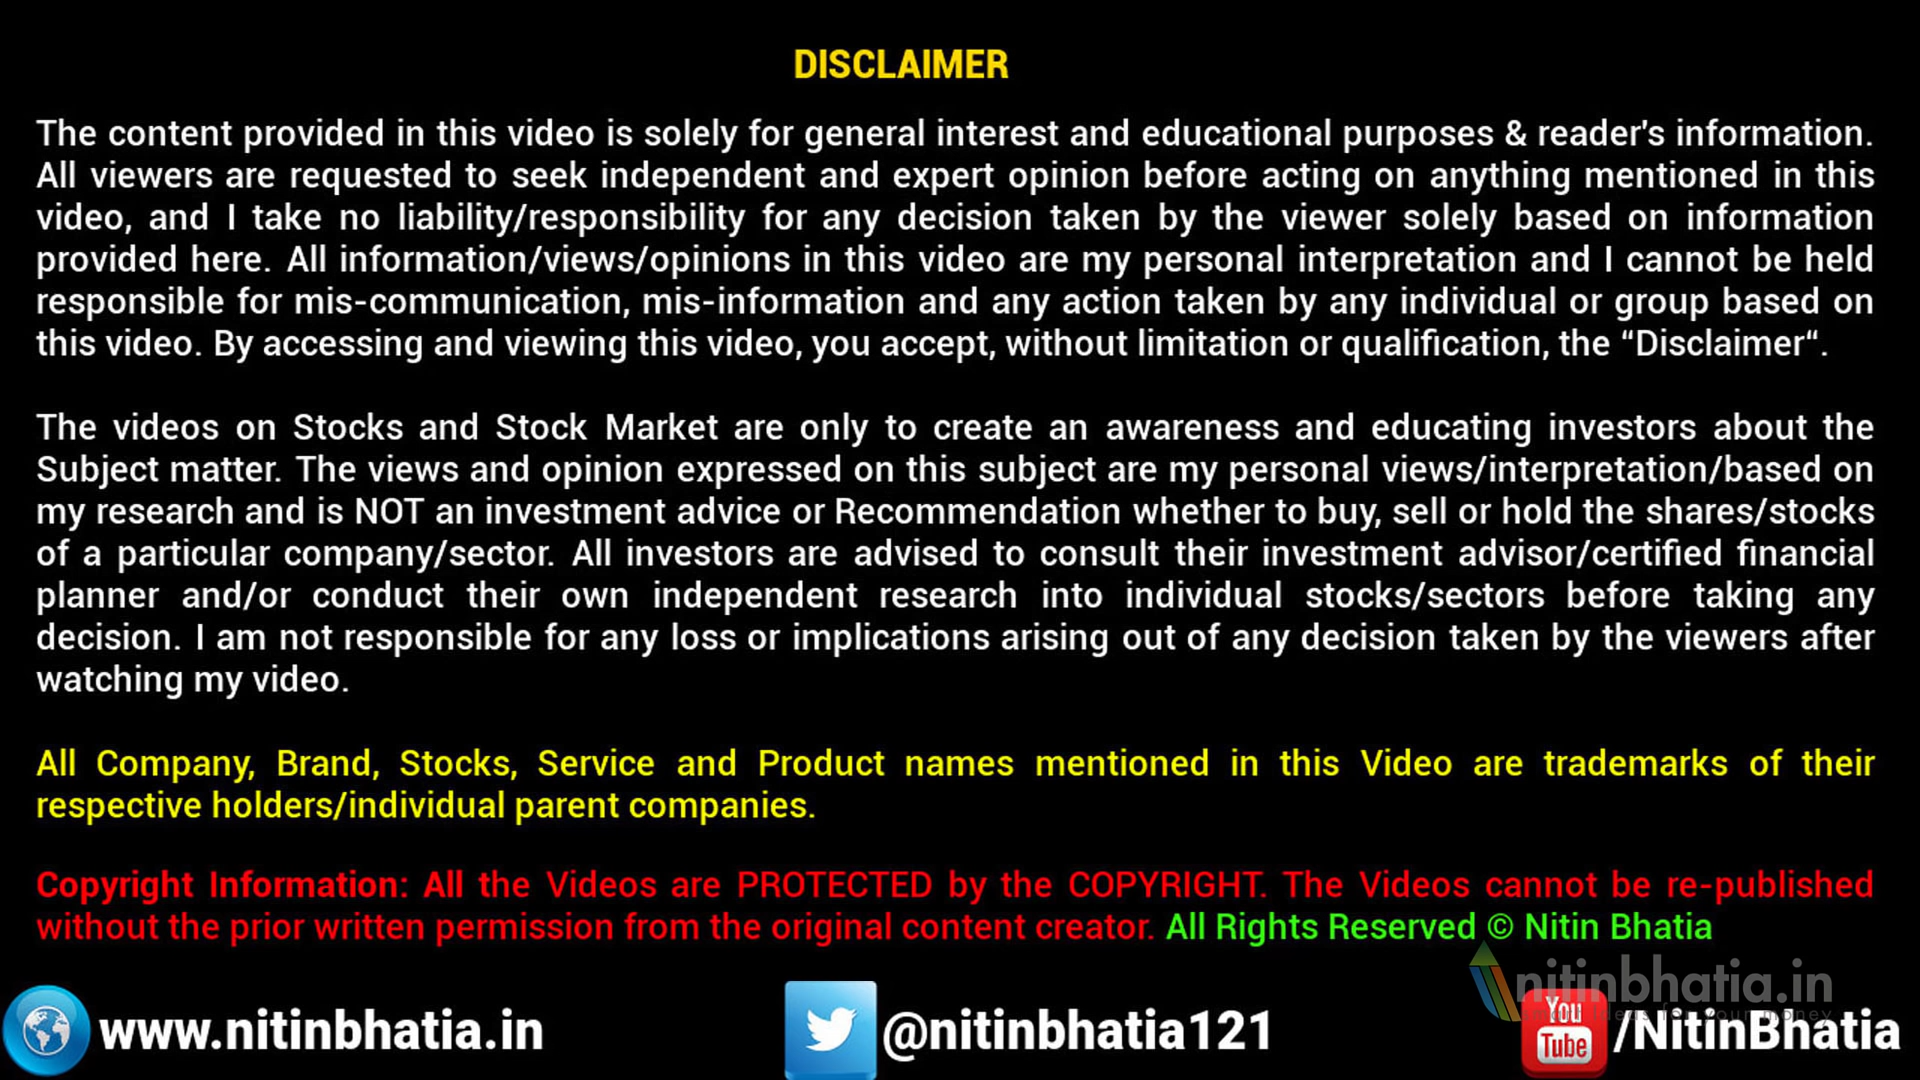 DISCLAIMER
The content provided in this video is solely for general interest and educational purposes & reader's information.
All viewers are requested to seek independent and expert opinion before acting on anything mentioned in this
video, and I take no liability/responsibility for any decision taken by the viewer solely based on information
provided here. All information/views/opinions in this video are my personal interpretation and I cannot be held
responsible for mis-communication, mis-information and any action taken by any individual or group based on
this video. By accessing and viewing this video, you accept, without limitation or qualification, the “Disclaimer“.
The videos on Stocks and Stock Market are only to create an awareness and educating investors about the
Subject matter. The views and opinion expressed on this subject are my personal views/interpretation/based on
my research and is NOT an investment advice or Recommendation whether to buy, sell or hold the shares/stocks
of a particular company/sector. All investors are advised to consult their investment advisor/certified financial
planner and/or conduct their own independent research into individual stocks/sectors before taking any
decision. I am not responsible for any loss or implications arising out of any decision taken by the viewers after
watching my video.
All Company, Brand, Stocks, Service and Product names mentioned in this Video are trademarks of their
respective holders/individual parent companies.
Copyright Information: All the Videos are PROTECTED by the COPYRIGHT. The Videos cannot be re-published
without the prior written permission from the original content creator. All Rights Reserved © Nitin Bhatia
nitinbhatia.in
smart ideas for your money
www.nitinbhatia.in
@nitinbhatia121
You Tube /NitinBhatia